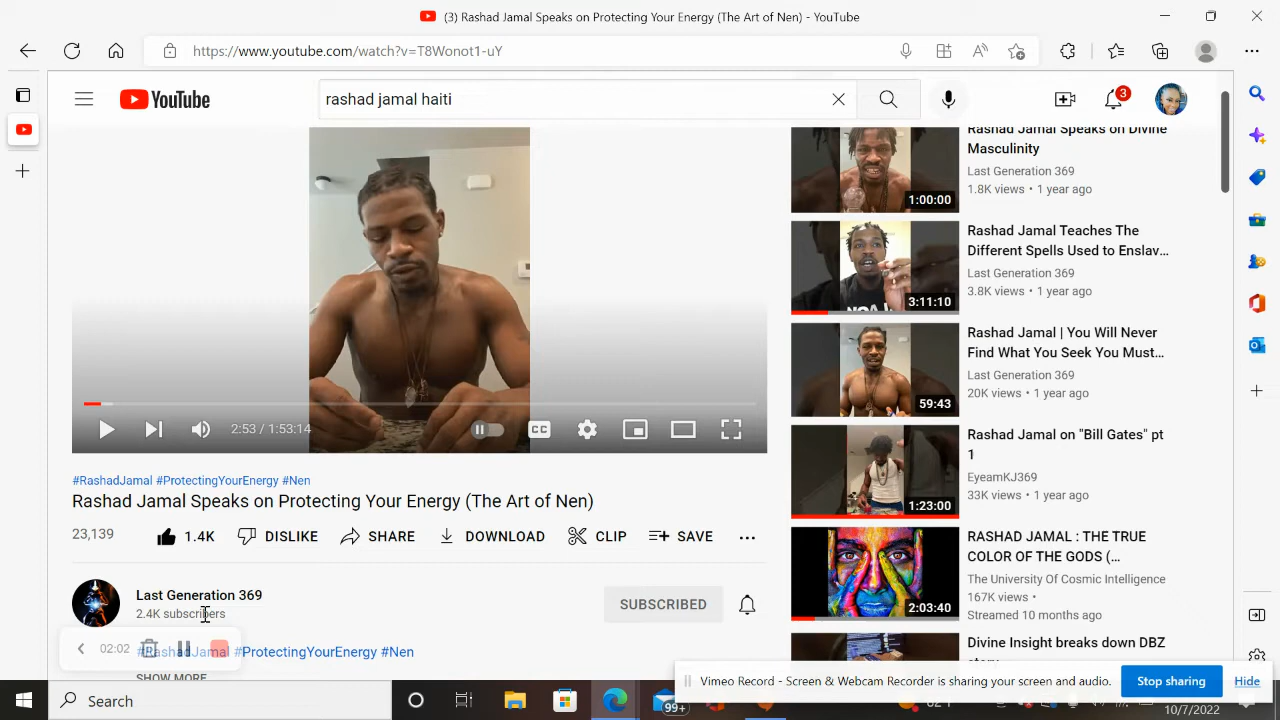 (3) Rashad Jamal Speaks on Protecting Your Energy (The Art of Nen) - YouTube
https://www.youtube.com/watch?v=T8Wonot1-uY
YouTube
rashad jamal haiti
3
2:53 / 1:53:14
CC
#RashadJamal #ProtectingYourEnergy #Nen
Rashad Jamal Speaks on Protecting Your Energy (The Art of Nen)
23,139
1.4K
DISLIKE
SHARE
DOWNLOAD
CLIP
SAVE
Last Generation 369
2.4K subscribers
SUBSCRIBED
02:02
#RashadJamal #ProtectingYourEnergy #Nen
SHOW MORE
Rashad Jamal Speaks on Divine
Masculinity
Last Generation 369
1.8K views • 1 year ago
1:00:00
Rashad Jamal Teaches The
Different Spells Used to Enslav...
Last Generation 369
3.8K views • 1 year ago
3:11:10
Rashad Jamal | You Will Never
Find What You Seek You Must...
Last Generation 369
20K views • 1 year ago
59:43
Rashad Jamal on "Bill Gates" pt
1
EyeamKJ369
33K views • 1 year ago
1:23:00
RASHAD JAMAL : THE TRUE
COLOR OF THE GODS (...
The University Of Cosmic Intelligence
167K views •
Streamed 10 months ago
2:03:40
Divine Insight breaks down DBZ
Vimeo Record - Screen & Webcam Recorder is sharing your screen and audio.
Stop sharing
Hide
Search
99+
10/7/2022